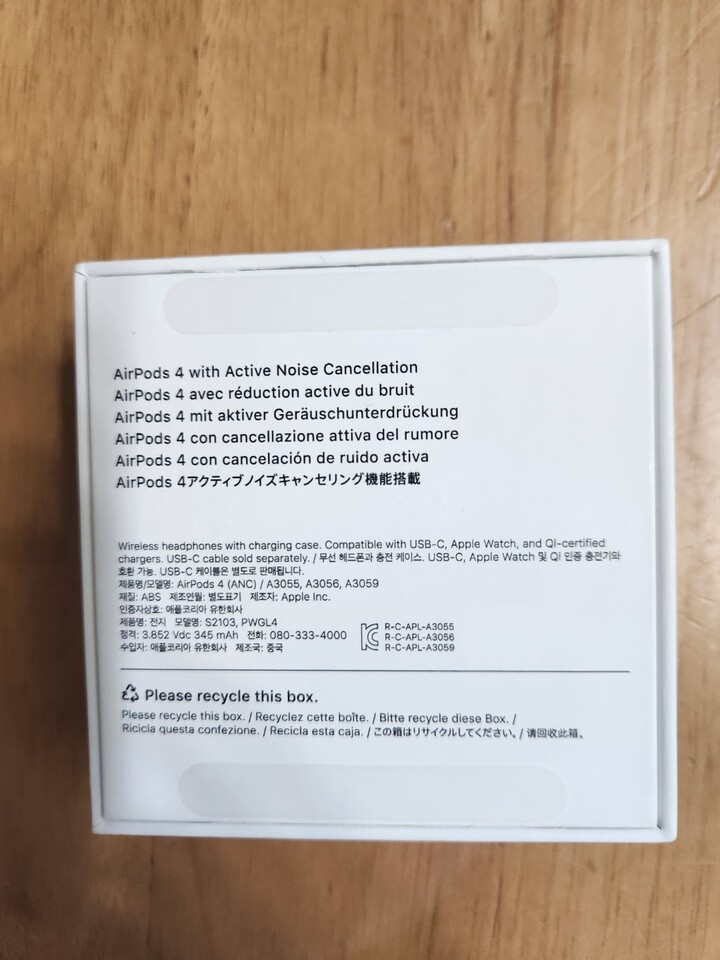 AirPods 4 with Active Noise Cancellation
AirPods 4 avec réduction active du bruit
AirPods 4 mit aktiver Geräuschunterdrückung
AirPods 4 con cancellazione attiva del rumore
AirPods 4 con cancelación de ruido activa
AirPods 4アクティブノイズキャンセリング機能搭載
Wireless headphones with charging case. Compatible with USB-C, Apple Watch, and Qi-certified
chargers. USB-C cable sold separately. / 무선 헤드폰과 충전 케이스. USB-C, Apple Watch 및 Qi 인증 충전기와
호환 가능. USB-C 케이블은 별도로 판매됩니다.
제품명/모델명: AirPods 4 (ANC) / A3055, A3056, A3059
재질: ABS 제조연월: 별도표기 제조자: Apple Inc.
인증자상호: 애플코리아 유한회사
제품명: 전지 모델명: S2103, PWGL4
정격: 3.852 Vdc 345 mAh 전화: 080-333-4000
수입자: 애플코리아 유한회사 제조국: 중국
R-C-APL-A3055
R-C-APL-A3056
R-C-APL-A3059
Please recycle this box.
Please recycle this box. / Recyclez cette boîte. / Bitte recycle diese Box. /
Ricicla questa confezione. / Recicla esta caja. / この箱はリサイクルしてください。/ 请回收此箱。